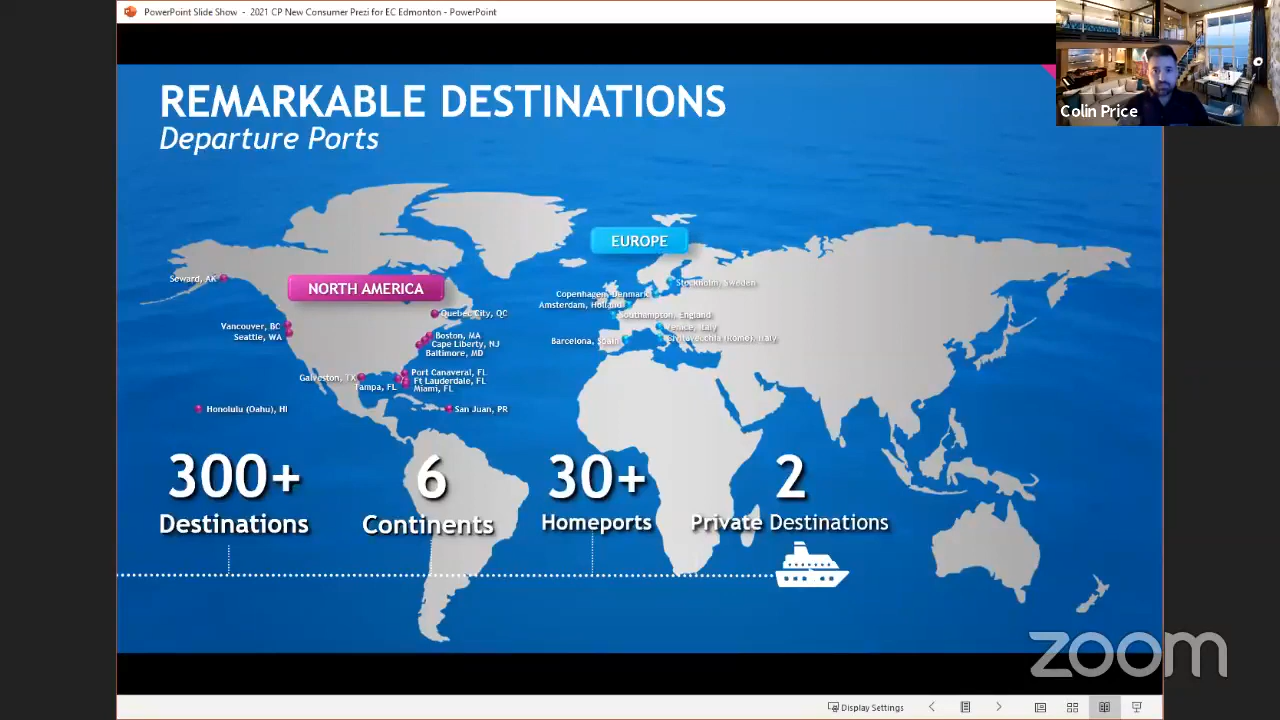 PowerPoint Slide Show - 2021 CP New Consumer Prezi for EC Edmonton - PowerPoint
Colin Price
REMARKABLE DESTINATIONS
Departure Ports
EUROPE
NORTH AMERICA
Seward, AK
Stockholm, Sweden
Copenhagen, Denmark
Amsterdam, Holland
Southampton, England
Quebec City, QC
Vancouver, BC
Seattle, WA
Venice, Italy
Civitavecchia (Rome), Italy
Barcelona, Spain
Boston, MA
Cape Liberty, NJ
Baltimore, MD
Port Canaveral, FL
Galveston, TX
Ft Lauderdale, FL
Tampa, FL
Miami, FL
Honolulu (Oahu), HI
San Juan, PR
300+
6
30+
2
Destinations
Continents
Homeports
Private Destinations
zoom
Display Settings